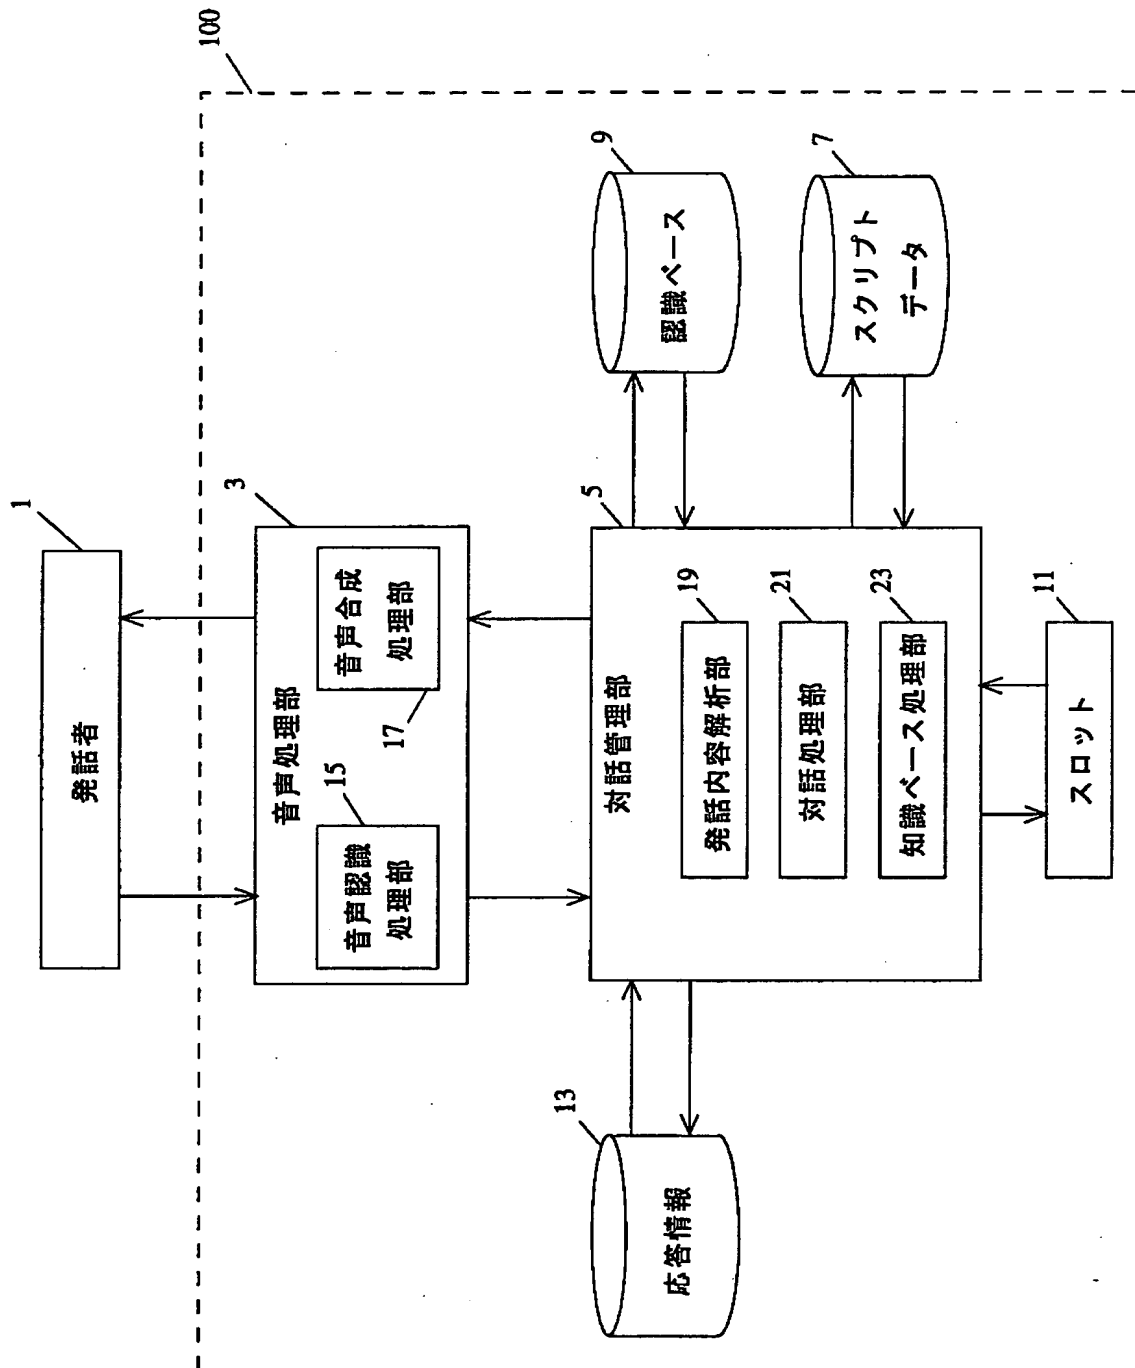 100
1
発話者
3
音声処理部
15
音声認識
処理部
音声合成
処理部
17
13
応答情報
5
対話管理部
19
発話内容解析部
21
対話処理部
23
知識ベース処理部
9
認識ベース
7
スクリプト
データ
11
スロット